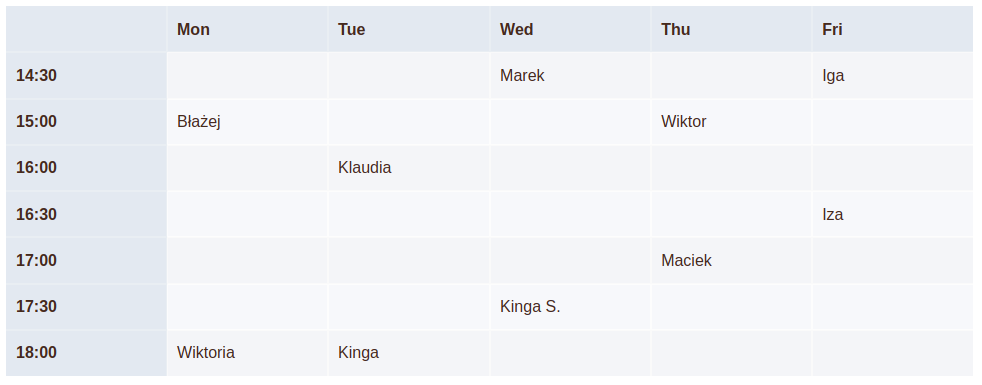 Mon Tue Wed Thu Fri
14:30 Marek Iga
15:00 Błażej Wiktor
16:00 Klaudia
16:30 Iza
17:00 Maciek
17:30 Kinga S.
18:00 Wiktoria Kinga